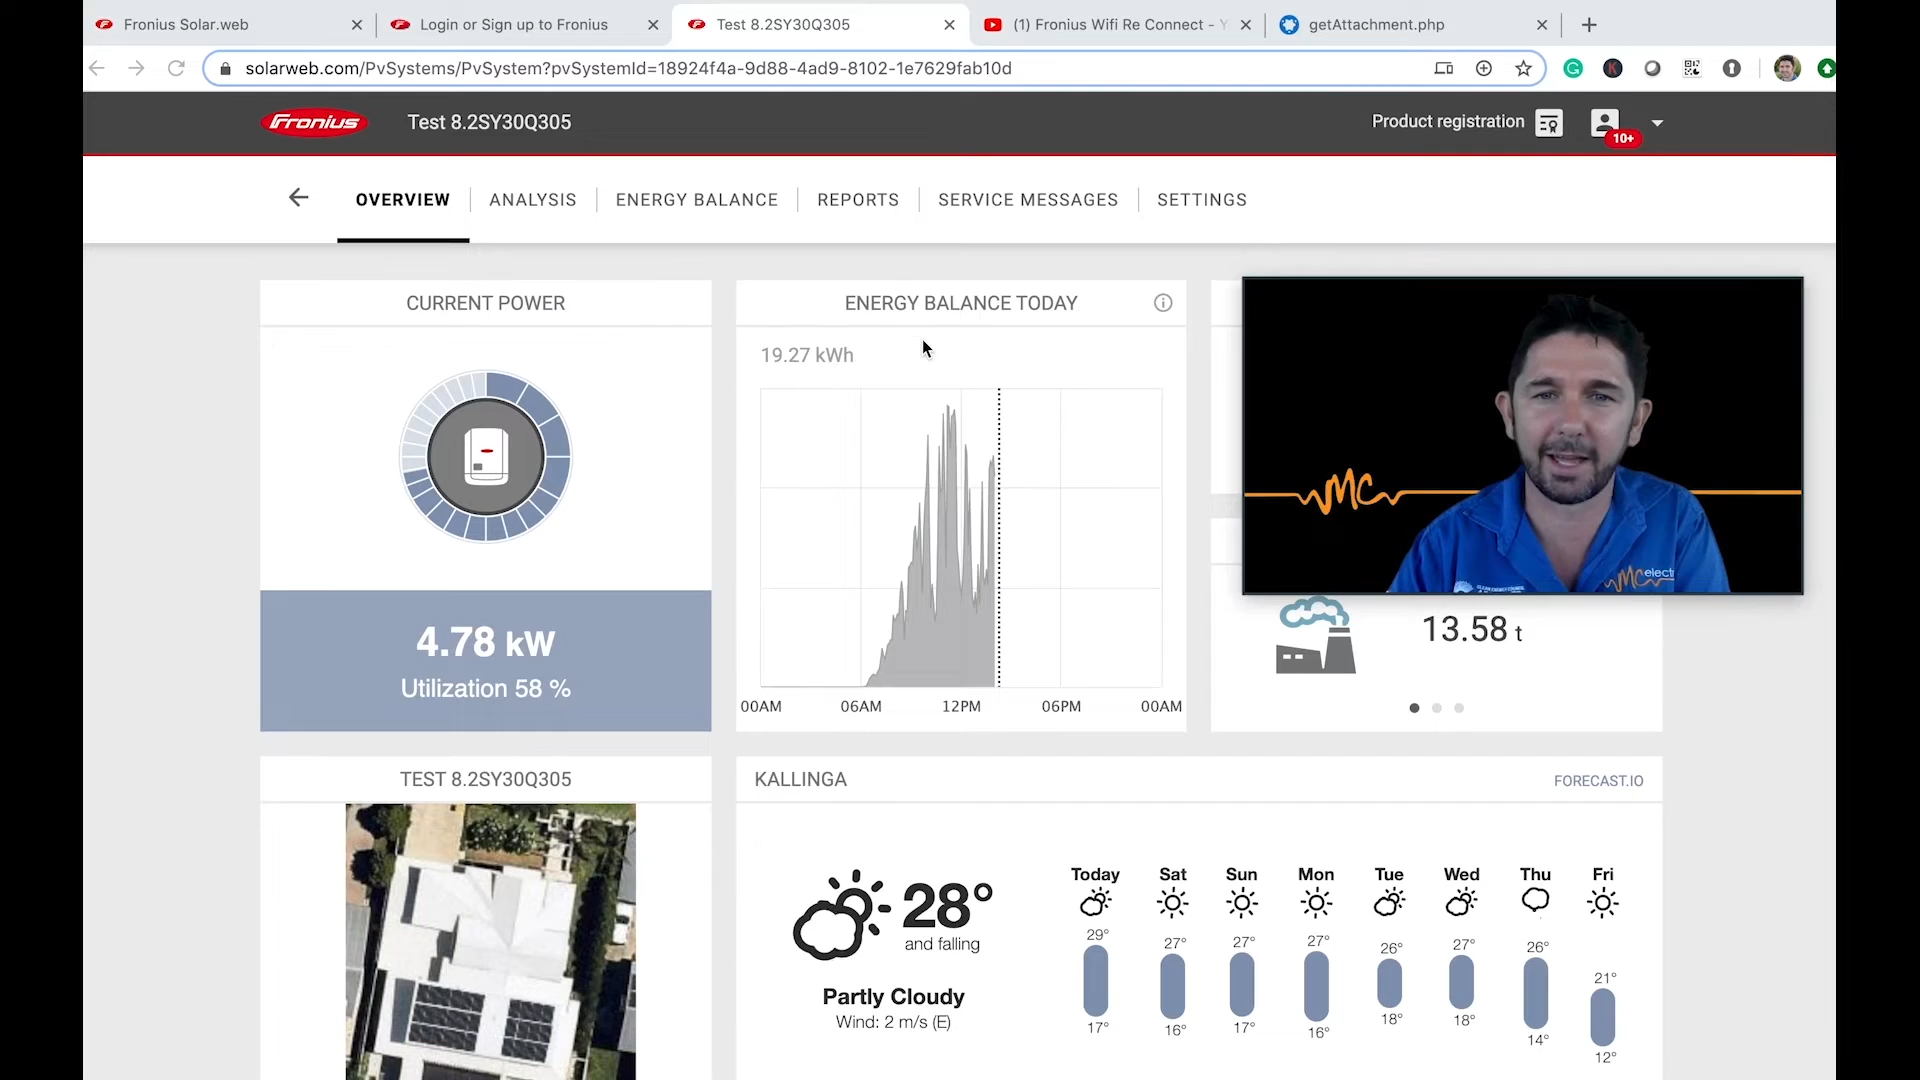 Fronius Solar.web
Login or Sign up to Fronius
Test 8.2SY30Q305
(1) Fronius Wifi Re Connect - Y
getAttachment.php
solarweb.com/PvSystems/PvSystem?pvSystemId=18924f4a-9d88-4ad9-8102-1e7629fab10d
Fronius
Test 8.2SY30Q305
Product registration
10+
OVERVIEW
ANALYSIS
ENERGY BALANCE
REPORTS
SERVICE MESSAGES
SETTINGS
CURRENT POWER
4.78 kW
Utilization 58 %
ENERGY BALANCE TODAY
19.27 kWh
00AM 06AM 12PM 06PM 00AM
MC
MC electr
13.58 t
TEST 8.2SY30Q305
KALLINGA
FORECAST.IO
28°
and falling
Partly Cloudy
Wind: 2 m/s (E)
Today Sat Sun Mon Tue Wed Thu Fri
29° 27° 27° 27° 26° 27° 26° 21°
17° 16° 17° 16° 18° 18° 14° 12°